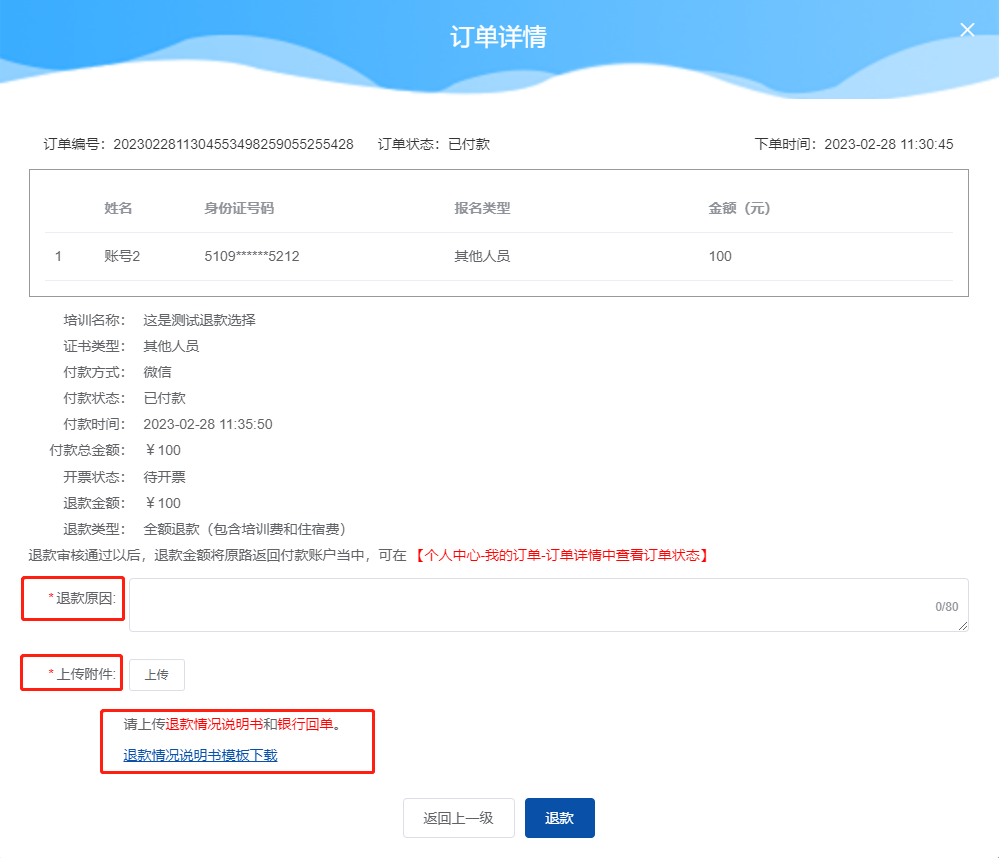 订单详情
订单编号：20230228113045534982590552​55428 订单状态：已付款 下单时间：2023-02-28 11:30:45
姓名 身份证号码 报名类型 金额（元）
1 账号2 5109******5212 其他人员 100
培训名称： 这是测试退款选择
证书类型： 其他人员
付款方式： 微信
付款状态： 已付款
付款时间： 2023-02-28 11:35:50
付款总金额： ￥100
开票状态： 待开票
退款金额： ￥100
退款类型： 全额退款（包含培训费和住宿费）
退款审核通过以后，退款金额将原路返回付款账户当中，可在【个人中心-我的订单-订单详情中查看订单状态】
*退款原因:
0/80
*上传附件: 上传
请上传退款情况说明书和银行回单。
退款情况说明书模板下载
返回上一级 退款